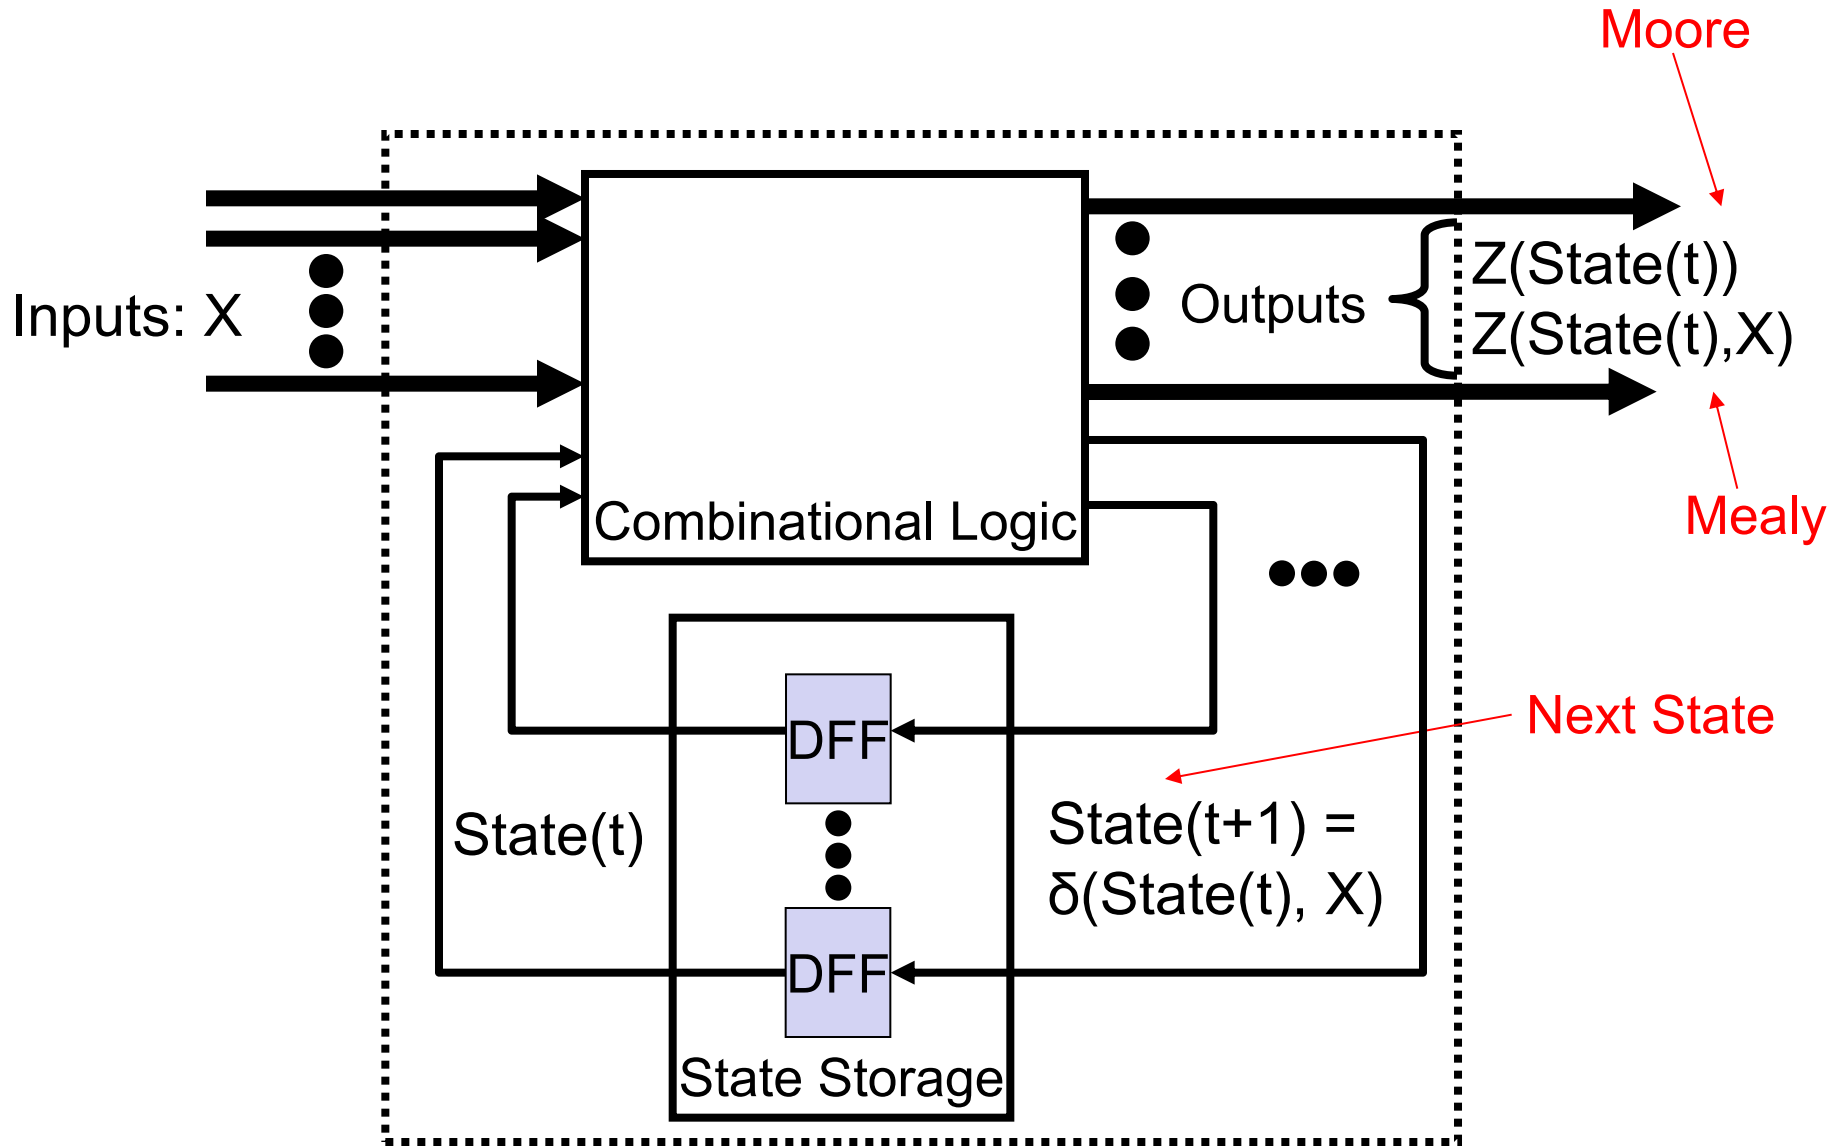 Moore
Inputs: X
Outputs
Z(State(t))
Z(State(t),X)
Mealy
Combinational Logic
DFF
Next State
State(t)
State(t+1) =
δ(State(t), X)
DFF
State Storage